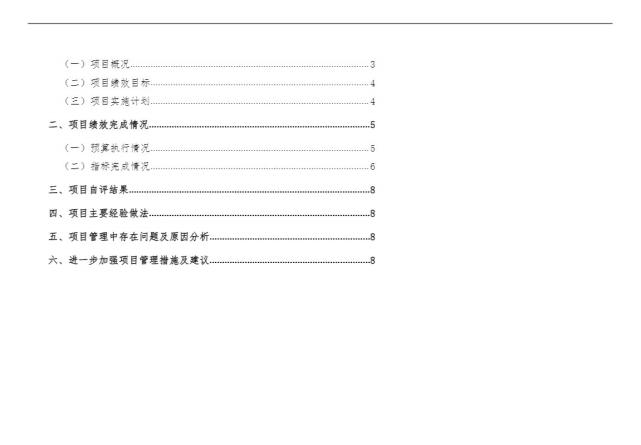 （一）项目概况........................................................................3
（二）项目绩效目标..................................................................4
（三）项目实施计划..................................................................4
二、项目绩效完成情况..................................................................5
（一）预算执行情况..................................................................5
（二）指标完成情况..................................................................6
三、项目自评结果........................................................................8
四、项目主要经验做法..................................................................8
五、项目管理中存在问题及原因分析................................................8
六、进一步加强项目管理措施及建议................................................8